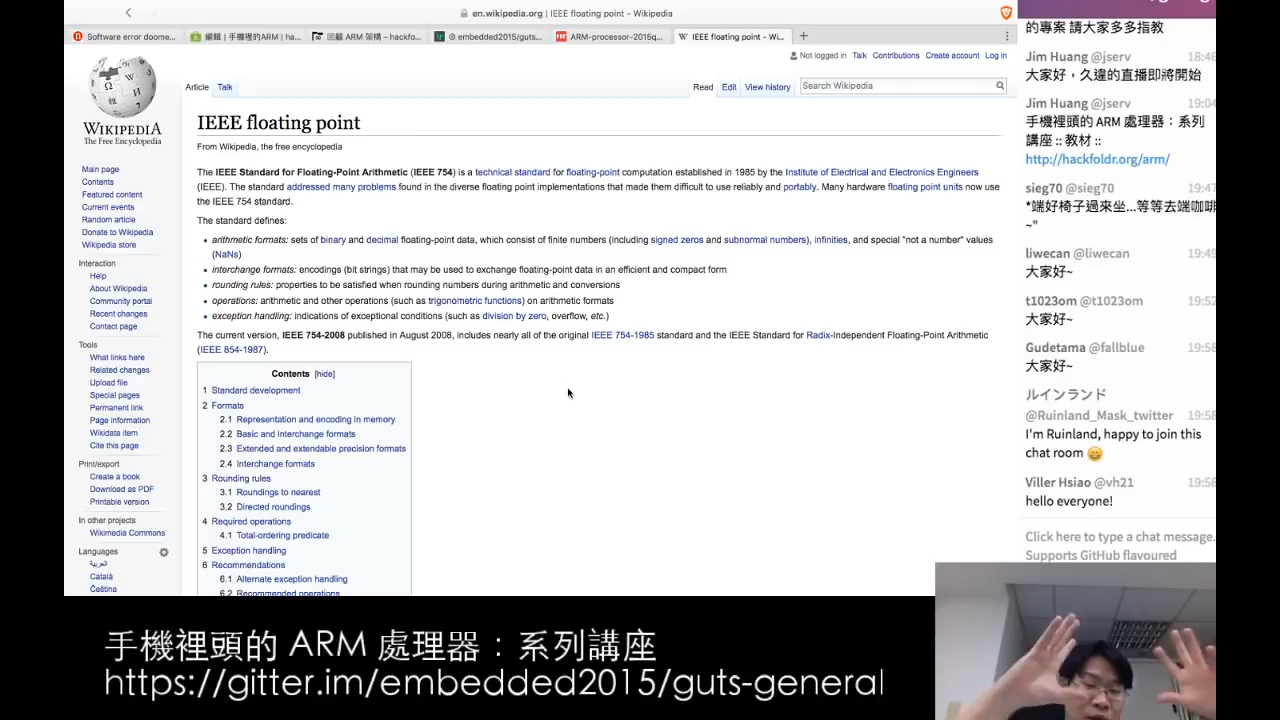 en.wikipedia.org | IEEE floating point - Wikipedia
Software error doome...
編輯 | 手機裡的ARM | ha...
回顧 ARM 架構 – hackfo...
embedded2015/guts-...
ARM-processor-2015q...
IEEE floating point - Wi...
Not logged in Talk Contributions Create account Log in
Article Talk
Read Edit View history
Search Wikipedia
WIKIPEDIA
The Free Encyclopedia
Main page
Contents
Featured content
Current events
Random article
Donate to Wikipedia
Wikipedia store
Interaction
Help
About Wikipedia
Community portal
Recent changes
Contact page
Tools
What links here
Related changes
Upload file
Special pages
Permanent link
Page information
Wikidata item
Cite this page
Print/export
Create a book
Download as PDF
Printable version
In other projects
Wikimedia Commons
Languages
العربية
Català
Čeština
IEEE floating point
From Wikipedia, the free encyclopedia
The IEEE Standard for Floating-Point Arithmetic (IEEE 754) is a technical standard for floating-point computation established in 1985 by the Institute of Electrical and Electronics Engineers
(IEEE). The standard addressed many problems found in the diverse floating point implementations that made them difficult to use reliably and portably. Many hardware floating point units now use
the IEEE 754 standard.
The standard defines:
• arithmetic formats: sets of binary and decimal floating-point data, which consist of finite numbers (including signed zeros and subnormal numbers), infinities, and special "not a number" values
(NaNs)
• interchange formats: encodings (bit strings) that may be used to exchange floating-point data in an efficient and compact form
• rounding rules: properties to be satisfied when rounding numbers during arithmetic and conversions
• operations: arithmetic and other operations (such as trigonometric functions) on arithmetic formats
• exception handling: indications of exceptional conditions (such as division by zero, overflow, etc.)
The current version, IEEE 754-2008 published in August 2008, includes nearly all of the original IEEE 754-1985 standard and the IEEE Standard for Radix-Independent Floating-Point Arithmetic
(IEEE 854-1987).
Contents [hide]
1 Standard development
2 Formats
2.1 Representation and encoding in memory
2.2 Basic and interchange formats
2.3 Extended and extendable precision formats
2.4 Interchange formats
3 Rounding rules
3.1 Roundings to nearest
3.2 Directed roundings
4 Required operations
4.1 Total-ordering predicate
5 Exception handling
6 Recommendations
6.1 Alternate exception handling
6.2 Recommended operations
的專案 請大家多多指教
Jim Huang @jserv 18:46
大家好，久違的直播即將開始
Jim Huang @jserv 19:04
手機裡頭的 ARM 處理器：系列
講座 :: 教材 ::
http://hackfoldr.org/arm/
sieg70 @sieg70 19:47
*端好椅子過來坐...等等去端咖啡
~"
liwecan @liwecan 19:49
大家好~
t1023om @t1023om 19:52
大家好~
Gudetama @fallblue 19:58
大家好~
ルインランド
@Ruinland_Mask_twitter 19:58
I'm Ruinland, happy to join this
chat room
Viller Hsiao @vh21 19:58
hello everyone!
Click here to type a chat message.
Supports GitHub flavoured
手機裡頭的 ARM 處理器：系列講座
https://gitter.im/embedded2015/guts-general